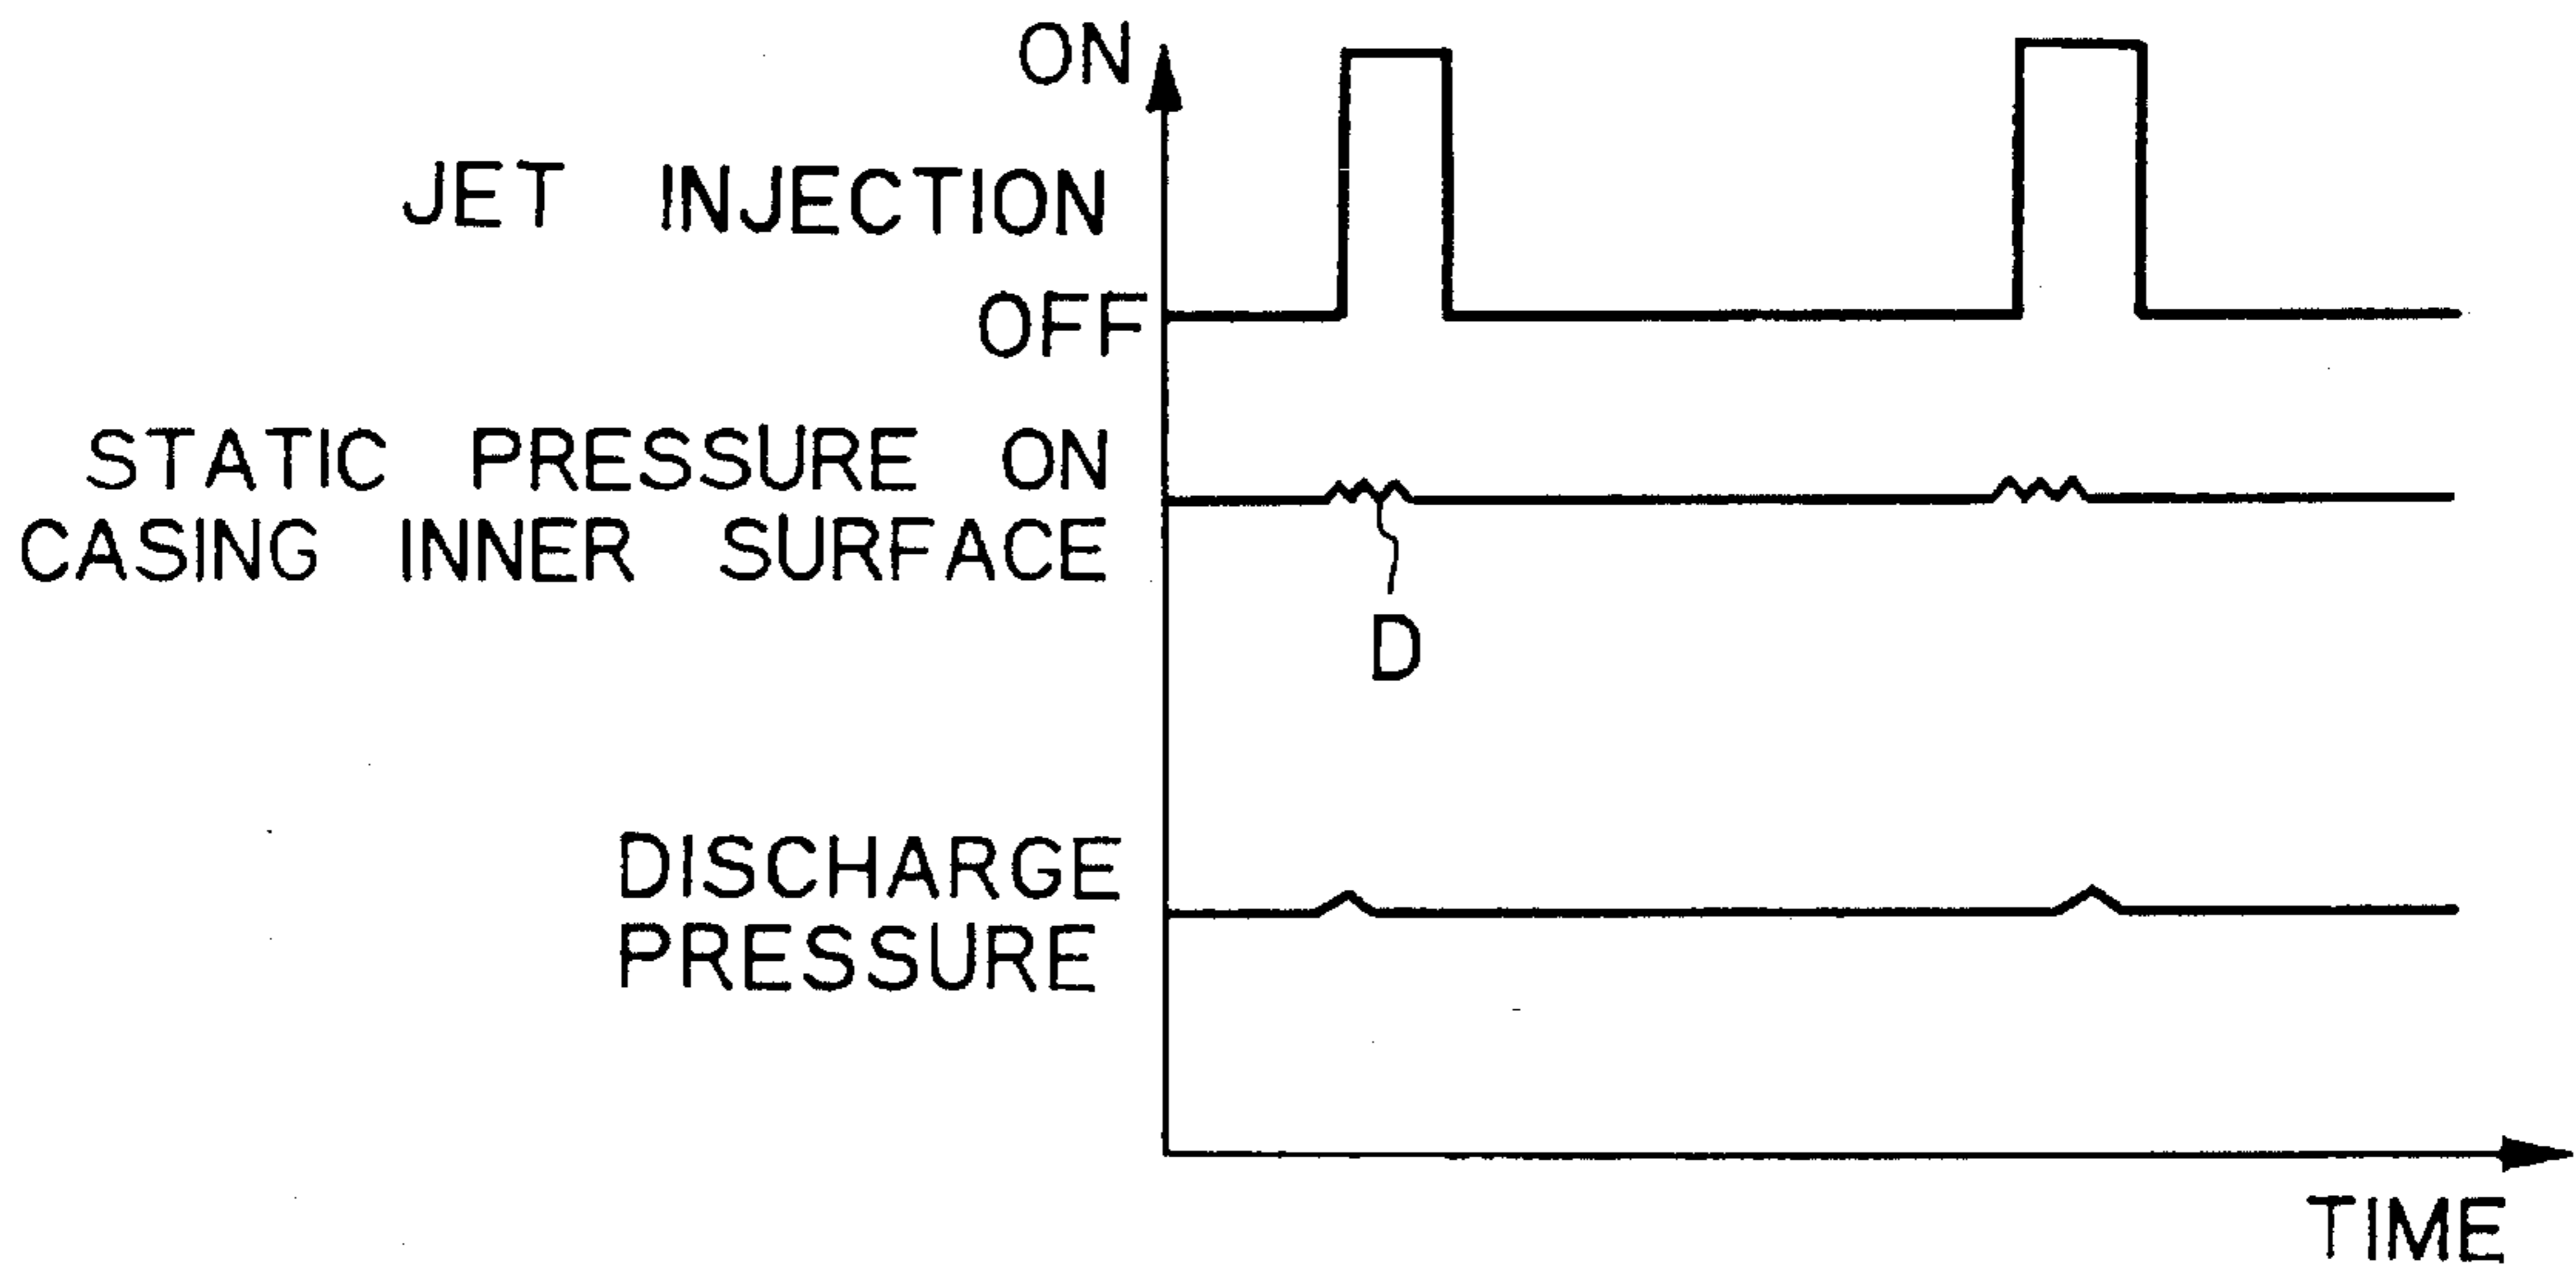 ON
JET INJECTION
OFF
STATIC PRESSURE ON
CASING INNER SURFACE
D
DISCHARGE
PRESSURE
TIME